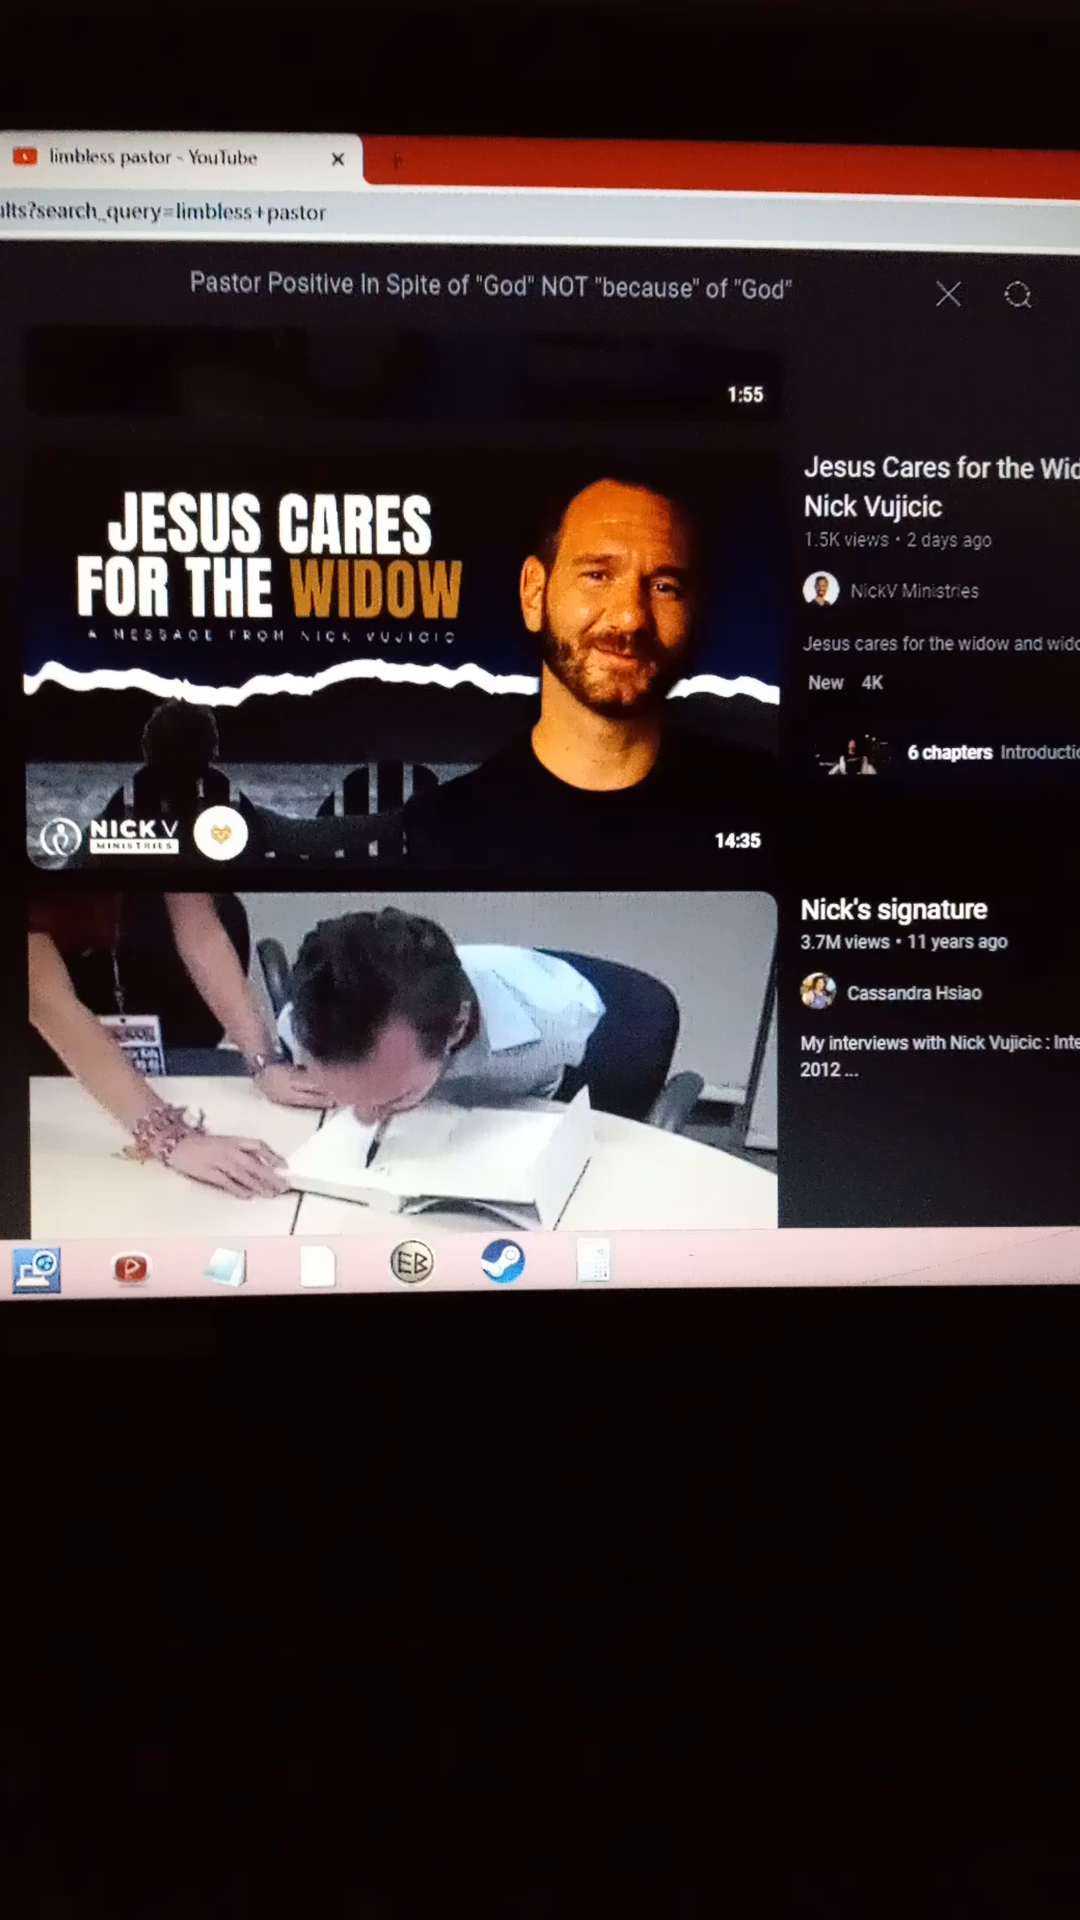 limbless pastor - YouTube
ults?search_query=limbless+pastor
Pastor Positive In Spite of "God" NOT "because" of "God"
1:55
JESUS CARES
FOR THE WIDOW
A MESSAGE FROM NICK VUJICIC
NICKV
MINISTRIES
14:35
Jesus Cares for the Wid
Nick Vujicic
1.5K views • 2 days ago
NickV Ministries
Jesus cares for the widow and wido
New 4K
6 chapters Introductio
Nick's signature
3.7M views • 11 years ago
Cassandra Hsiao
My interviews with Nick Vujicic : Inte
2012 ...
EB